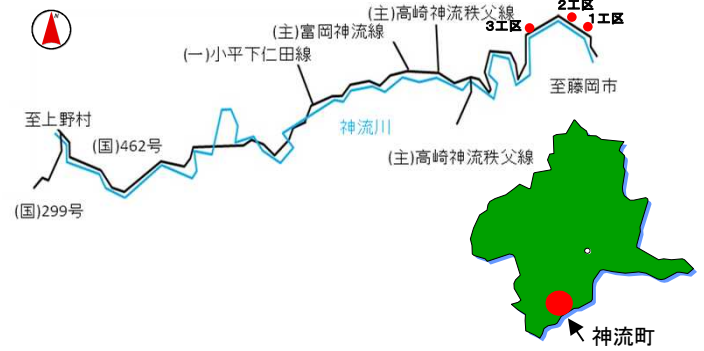 (主)高崎神流秩父線
2工区
1工区
3工区
(主)富岡神流線
(一)小平下仁田線
至藤岡市
至上野村
神流川
(国)462号
(主)高崎神流秩父線
(国)299号
神流町